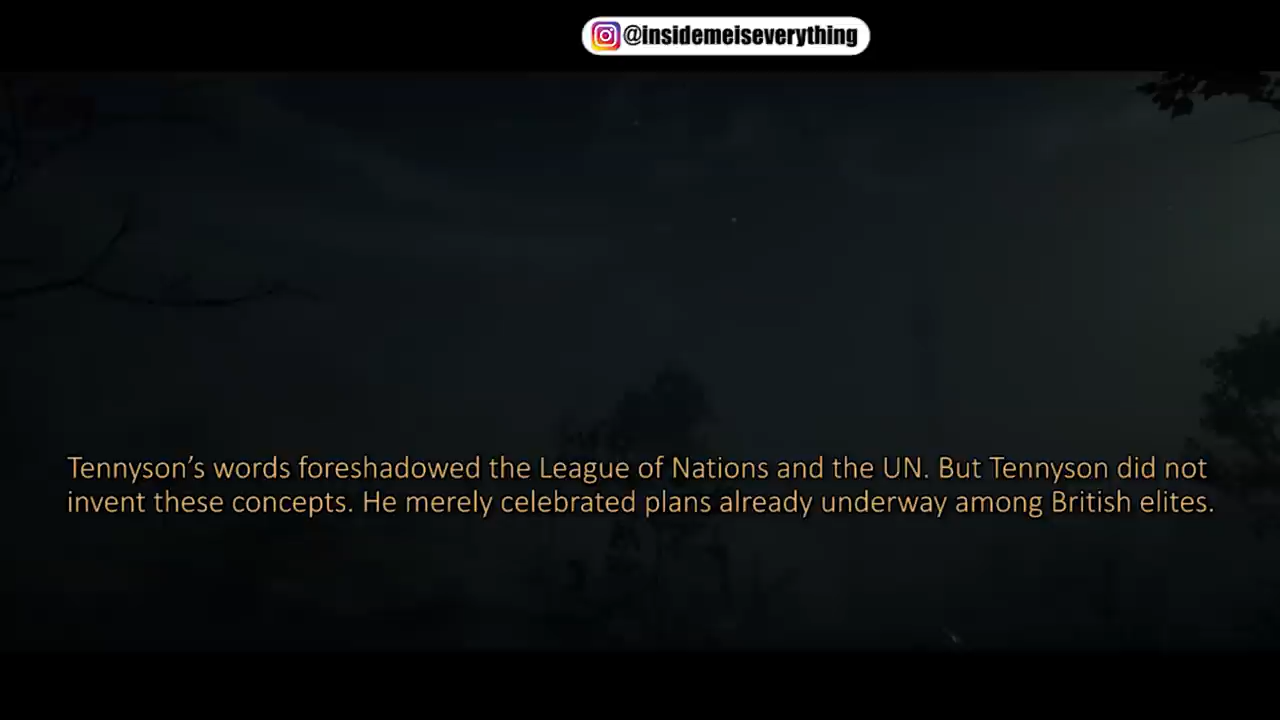 @insidemeiseverything
Tennyson’s words foreshadowed the League of Nations and the UN. But Tennyson did not
invent these concepts. He merely celebrated plans already underway among British elites.